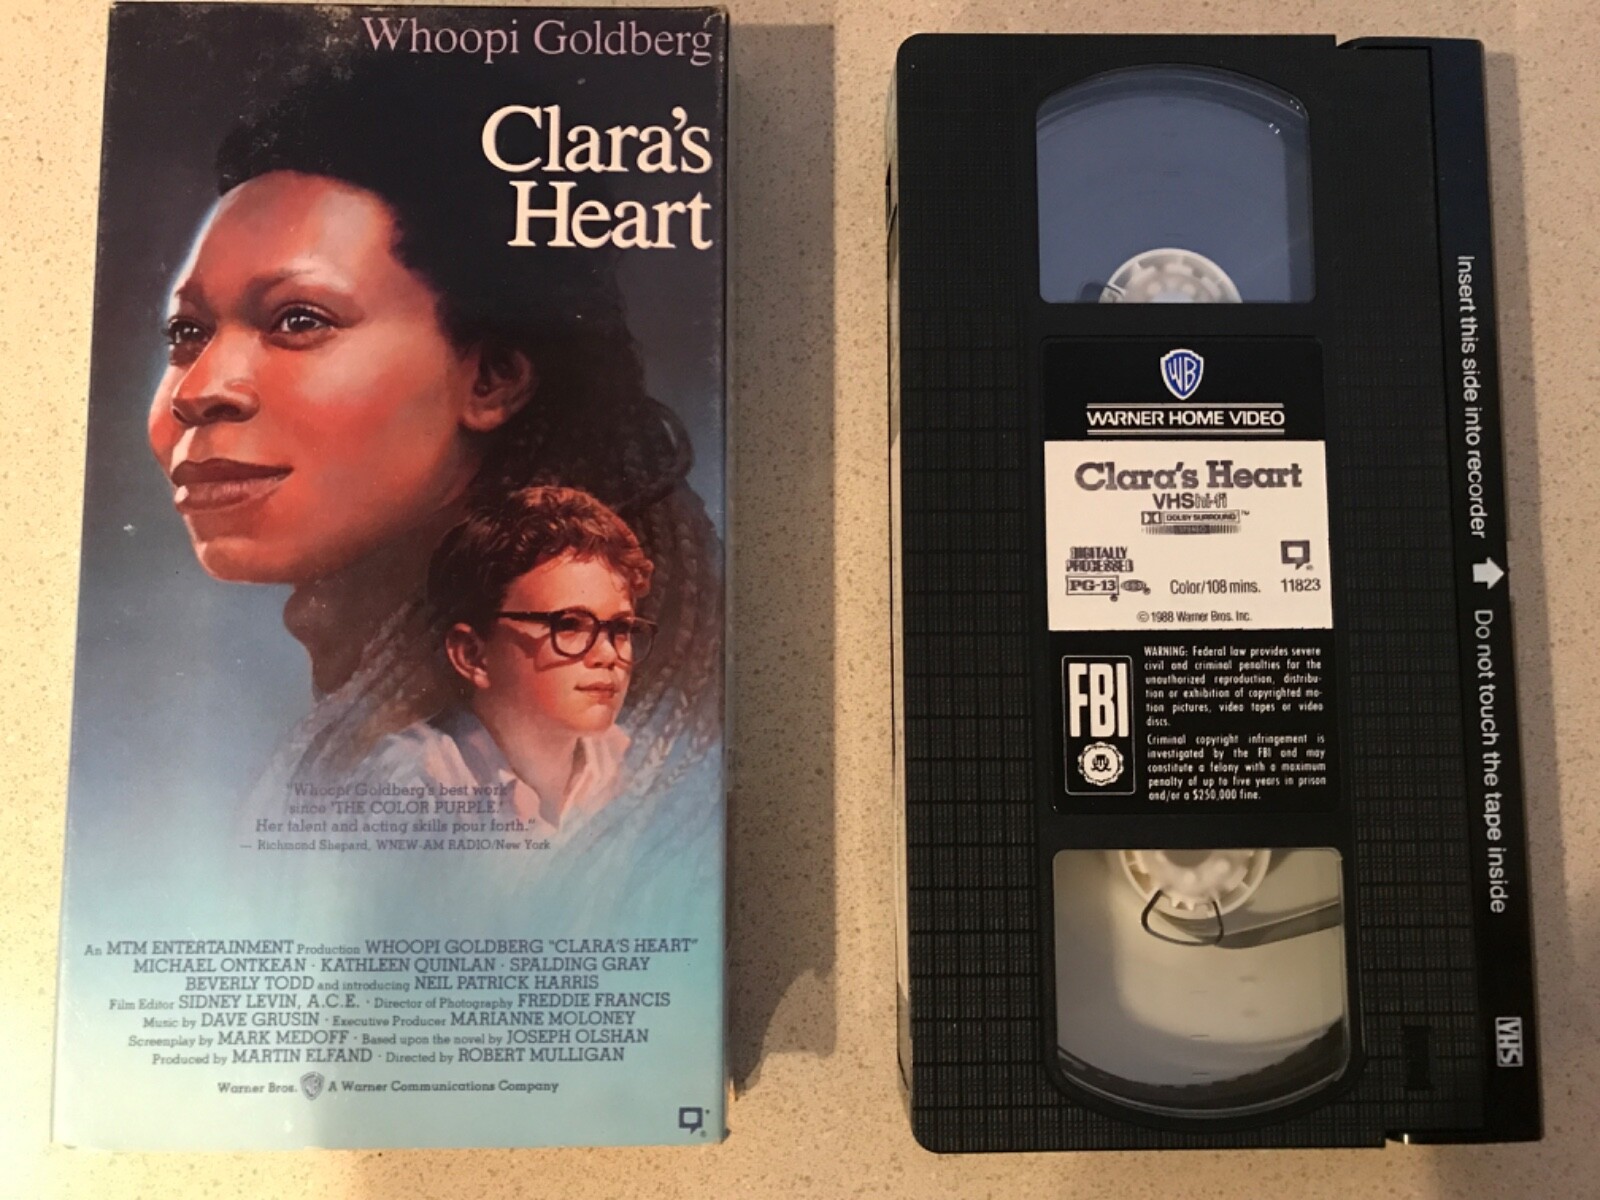 Whoopi Goldberg
Clara's
Heart
"Whoopi Goldberg's best work
since 'THE COLOR PURPLE.'
Her talent and acting skills pour forth."
— Richmond Shepard, WNEW-AM RADIO/New York
An MTM ENTERTAINMENT Production WHOOPI GOLDBERG "CLARA'S HEART"
MICHAEL ONTKEAN · KATHLEEN QUINLAN · SPALDING GRAY
BEVERLY TODD and introducing NEIL PATRICK HARRIS
Film Editor SIDNEY LEVIN, A.C.E. · Director of Photography FREDDIE FRANCIS
Music by DAVE GRUSIN · Executive Producer MARIANNE MOLONEY
Screenplay by MARK MEDOFF · Based upon the novel by JOSEPH OLSHAN
Produced by MARTIN ELFAND · Directed by ROBERT MULLIGAN
Warner Bros. WB A Warner Communications Company
WB
WARNER HOME VIDEO
Clara's Heart
VHS hi-fi
DOLBY SURROUND™
DIGITALLY
PROCESSED
PG-13 Color/108 mins. 11823
© 1988 Warner Bros. Inc.
FBI
WARNING: Federal law provides severe
civil and criminal penalties for the
unauthorized reproduction, distribu-
tion or exhibition of copyrighted mo-
tion pictures, video tapes or video
discs.
Criminal copyright infringement is
investigated by the FBI and may
constitute a felony with a maximum
penalty of up to five years in prison
and/or a $250,000 fine.
Insert this side into recorder Do not touch the tape inside
VHS